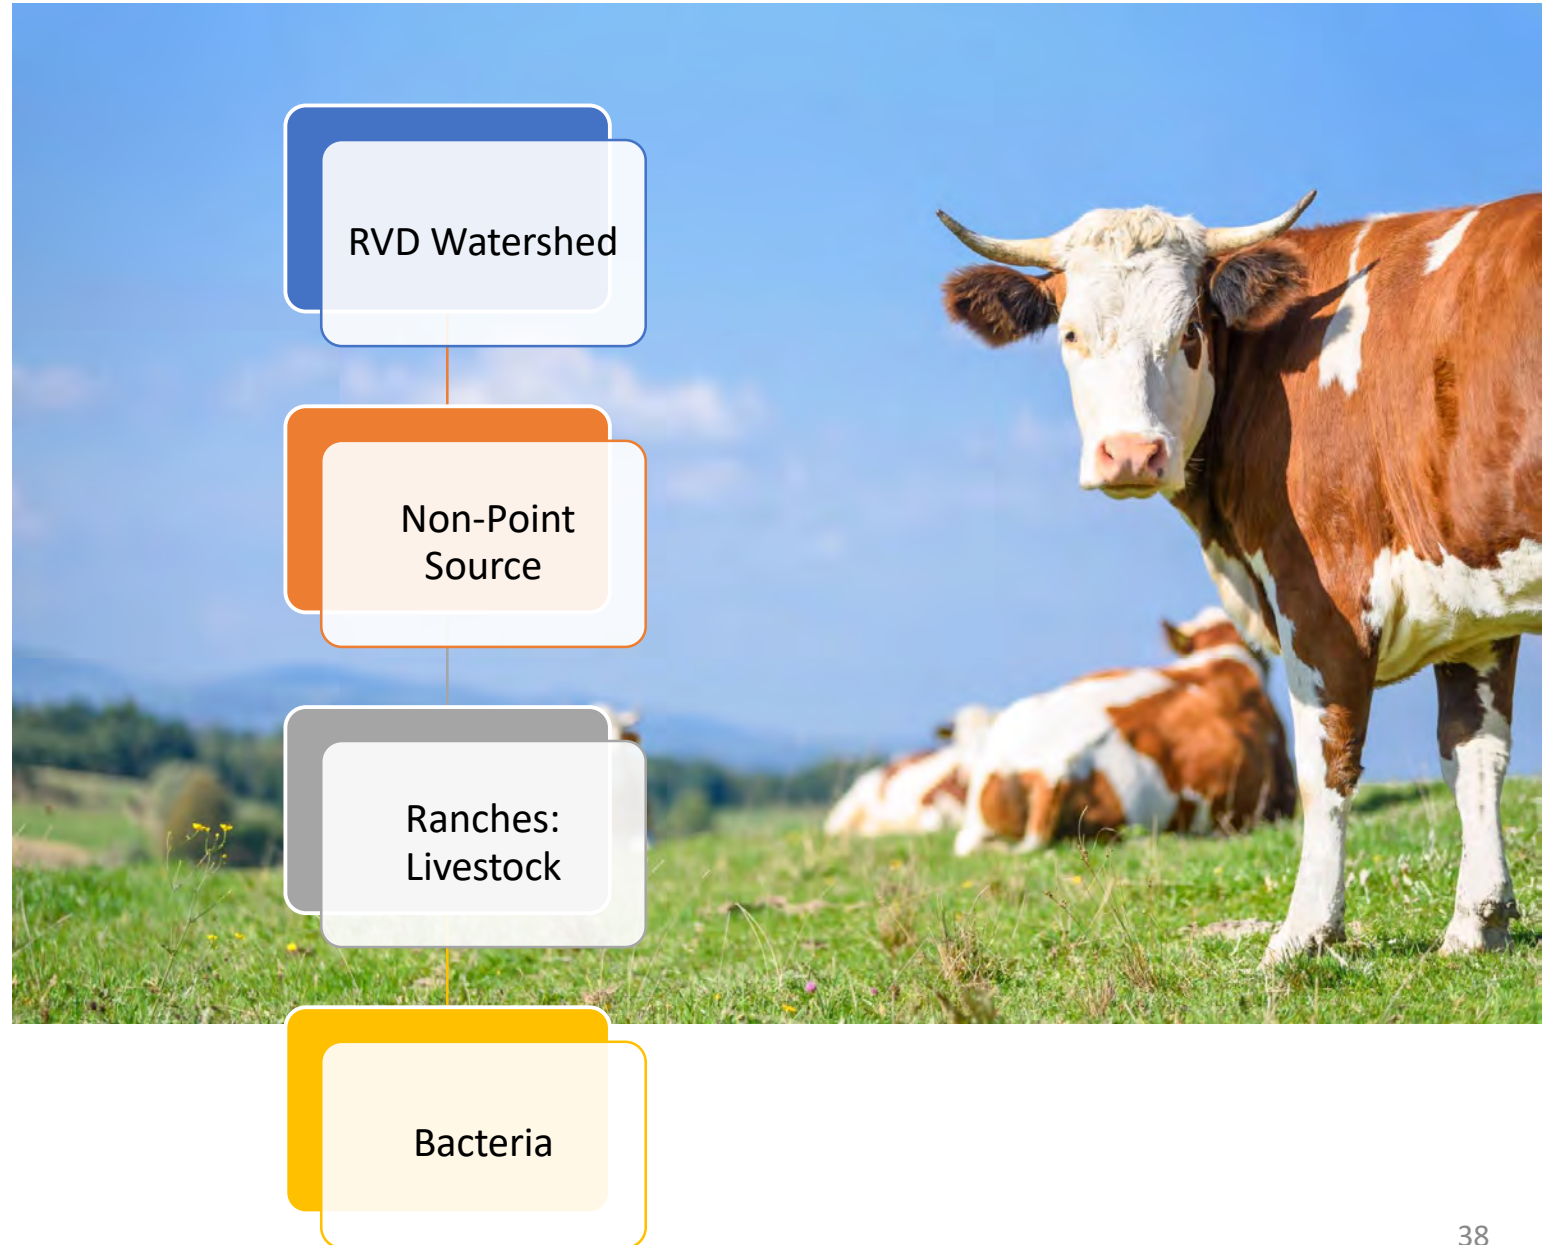 RVD Watershed
Non-Point
Source
Ranches:
Livestock
Bacteria
38